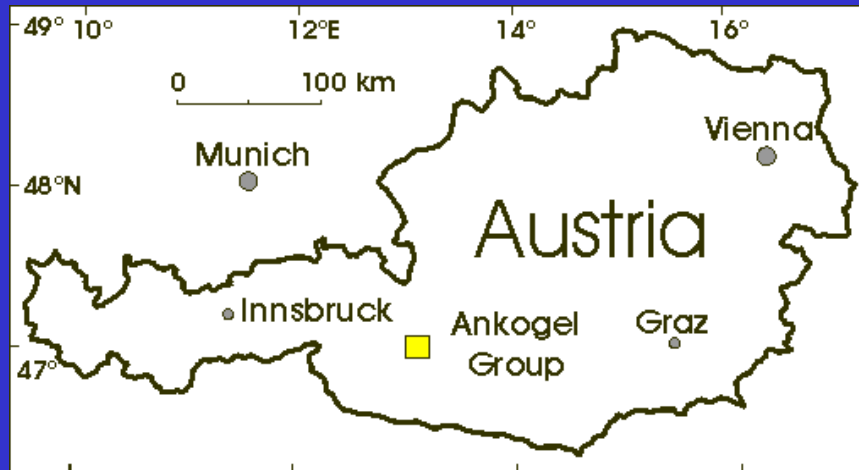 49° 10° 12°E 14° 16°
0 100 km
Vienna
Munich
48°N
Austria
Innsbruck
Ankogel
Group
Graz
47°